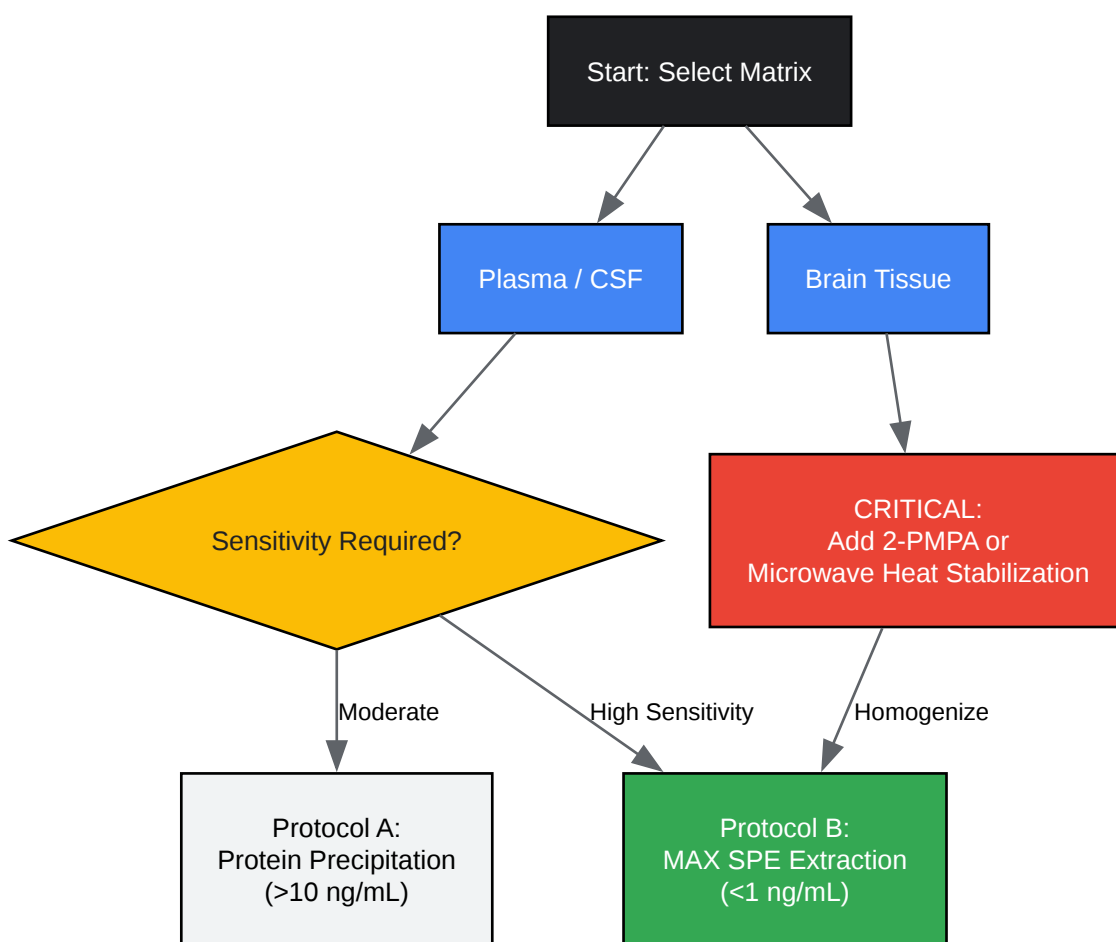 Start: Select Matrix
Plasma / CSF
Brain Tissue
Sensitivity Required?
CRITICAL:
Add 2-PMPA or
Microwave Heat Stabilization
Moderate
High Sensitivity
Homogenize
Protocol A:
Protein Precipitation
(>10 ng/mL)
Protocol B:
MAX SPE Extraction
(<1 ng/mL)